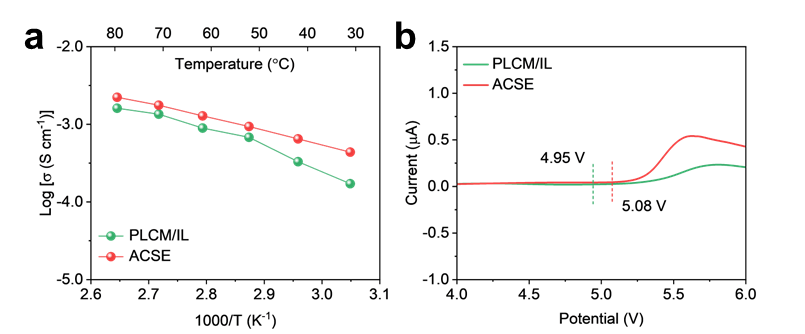 a
80 70 60 50 40 30
Temperature (°C)
-2.0
-3.0
-4.0
-5.0
Log [σ (S cm⁻¹)]
PLCM/IL
ACSE
2.6 2.7 2.8 2.9 3.0 3.1
1000/T (K⁻¹)
b
1.5
1.0
0.5
0.0
-0.5
-1.0
Current (μA)
PLCM/IL
ACSE
4.95 V
5.08 V
4.0 4.5 5.0 5.5 6.0
Potential (V)